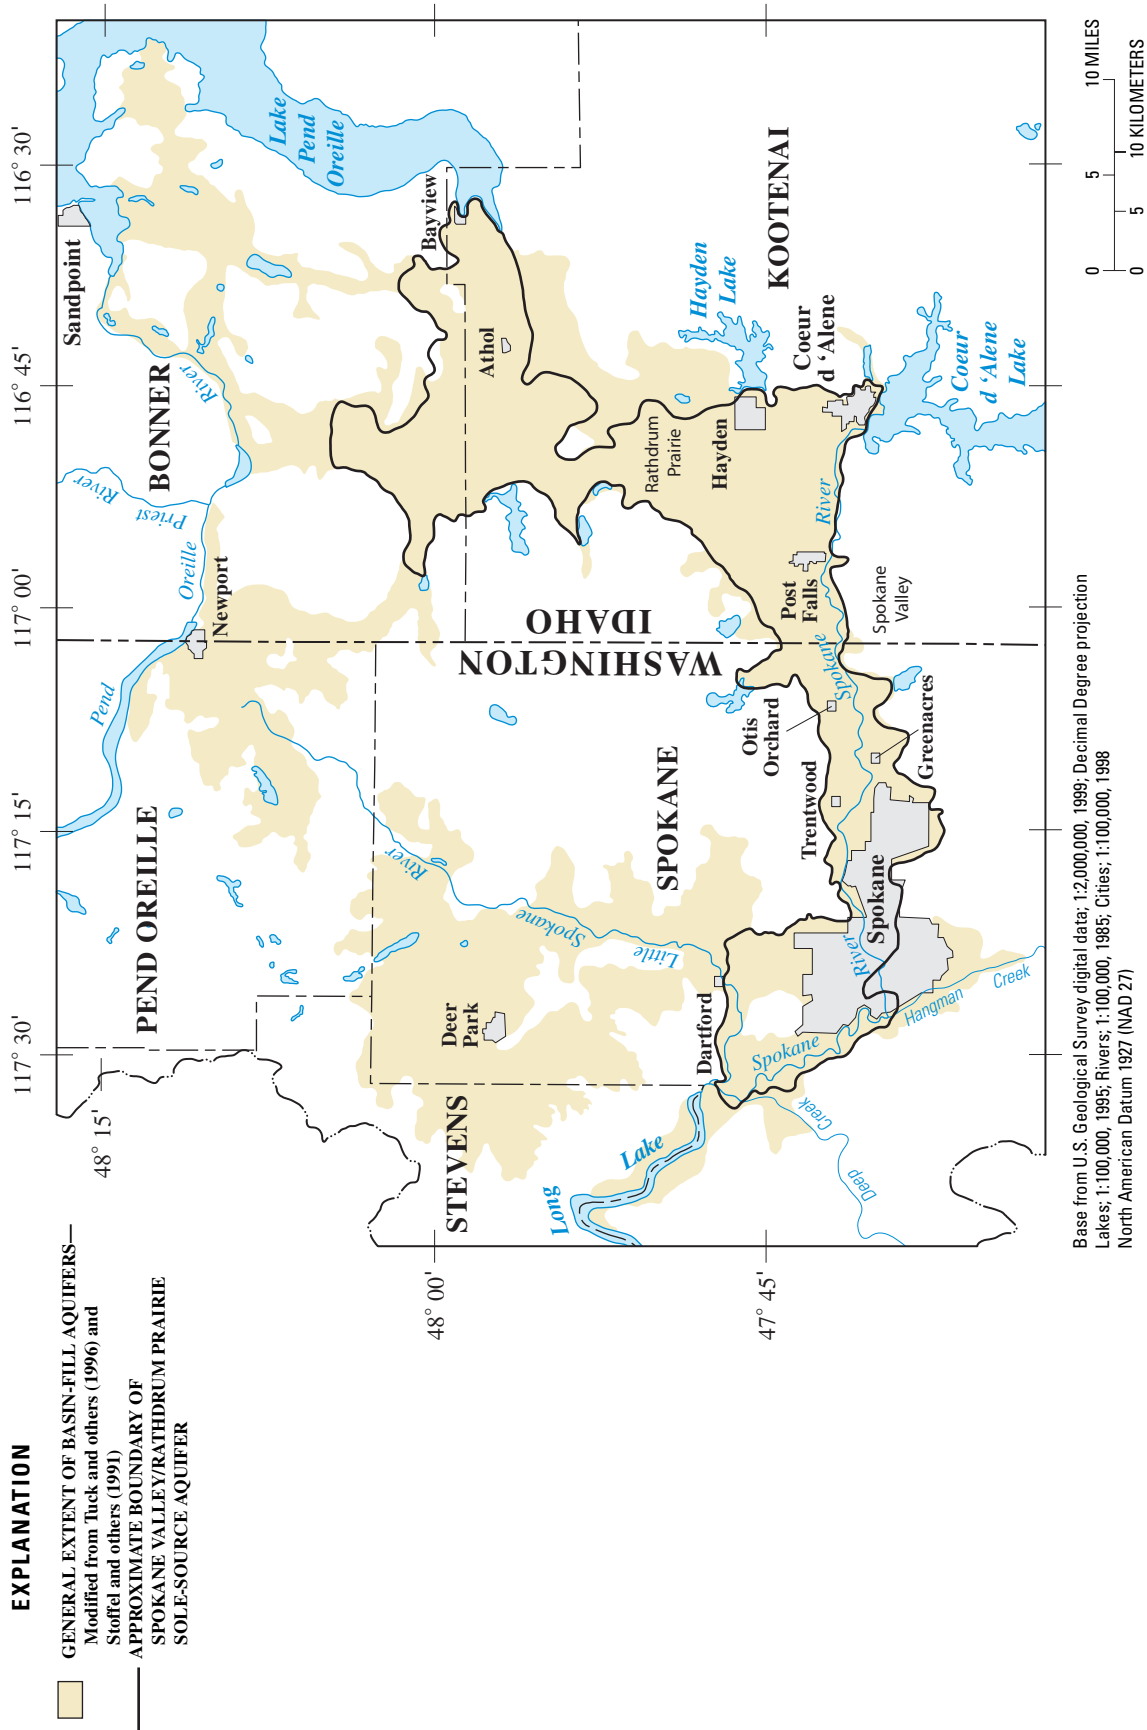 117° 30'
117° 15'
117° 00'
116° 45'
116° 30'
48° 15'
48° 00'
47° 45'
PEND OREILLE
Pend
Oreille
River
Newport
Priest
River
BONNER
Sandpoint
Lake
Pend
Oreille
Bayview
Athol
STEVENS
Deer
Park
Little
Spokane
River
SPOKANE
WASHINGTON
IDAHO
Rathdrum
Prairie
Hayden
Hayden
Lake
KOOTENAI
Coeur
d ‘Alene
Coeur
d ‘Alene
Lake
Long
Lake
Dartford
Deep
Creek
Spokane
River
Spokane
Hangman
Creek
Trentwood
Otis
Orchard
Greenacres
Spokane
River
Post
Falls
Spokane
Valley
EXPLANATION
GENERAL EXTENT OF BASIN-FILL AQUIFERS—
Modified from Tuck and others (1996) and
Stoffel and others (1991)
APPROXIMATE BOUNDARY OF
SPOKANE VALLEY/RATHDRUM PRAIRIE
SOLE-SOURCE AQUIFER
Base from U.S. Geological Survey digital data; 1:2,000,000, 1999; Decimal Degree projection
Lakes; 1:100,000, 1995; Rivers; 1:100,000, 1985; Cities; 1:100,000, 1998
North American Datum 1927 (NAD 27)
0 5 10 MILES
0 5 10 KILOMETERS